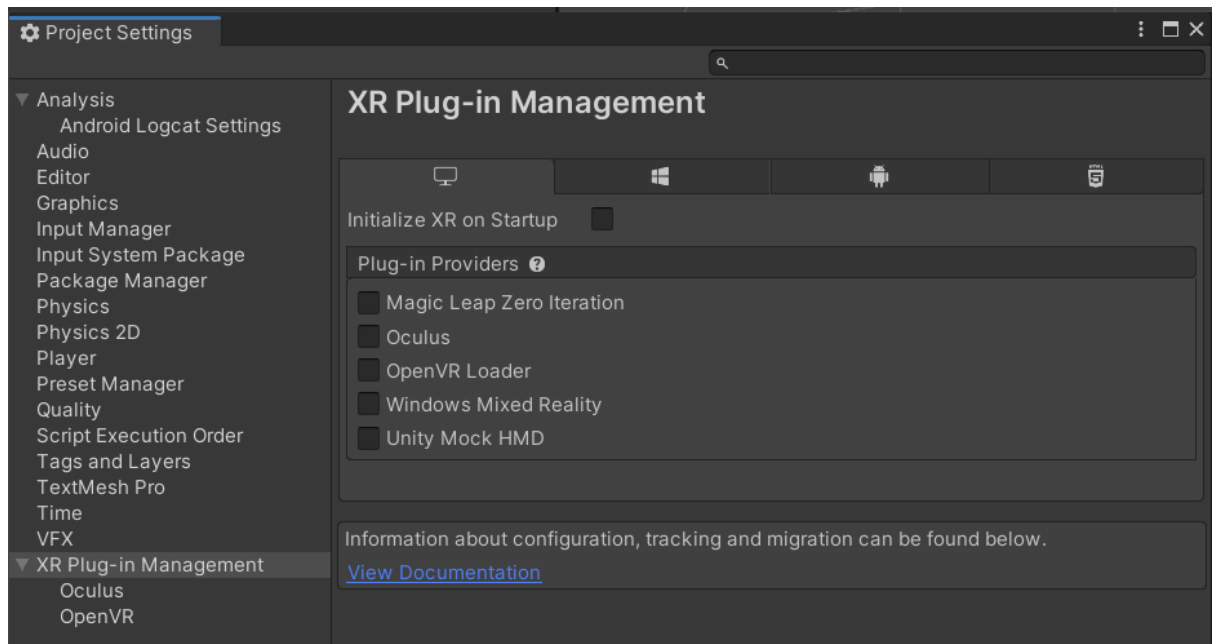 Project Settings
Analysis
Android Logcat Settings
Audio
Editor
Graphics
Input Manager
Input System Package
Package Manager
Physics
Physics 2D
Player
Preset Manager
Quality
Script Execution Order
Tags and Layers
TextMesh Pro
Time
VFX
XR Plug-in Management
Oculus
OpenVR
XR Plug-in Management
HTML
5
Initialize XR on Startup
Plug-in Providers ?
Magic Leap Zero Iteration
Oculus
OpenVR Loader
Windows Mixed Reality
Unity Mock HMD
Information about configuration, tracking and migration can be found below.
View Documentation